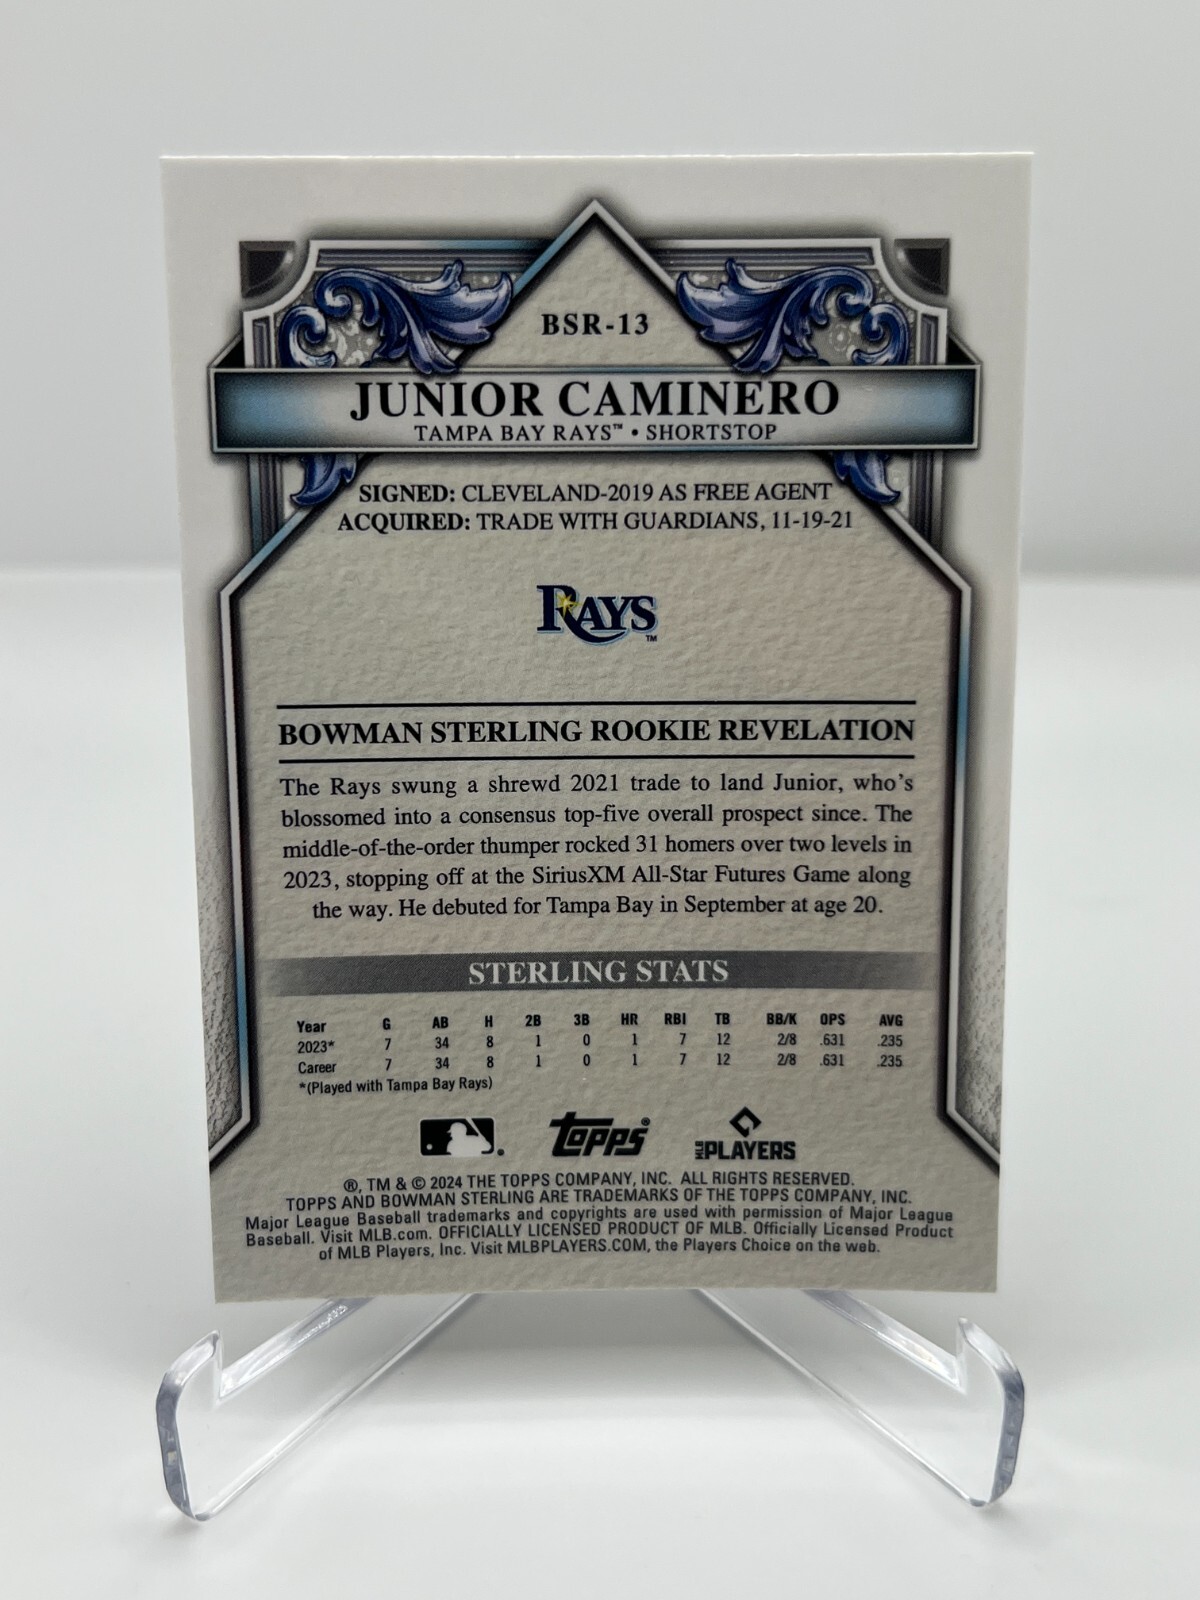 BSR-13
JUNIOR CAMINERO
TAMPA BAY RAYS™ • SHORTSTOP
SIGNED: CLEVELAND-2019 AS FREE AGENT
ACQUIRED: TRADE WITH GUARDIANS, 11-19-21
RAYS™
BOWMAN STERLING ROOKIE REVELATION
The Rays swung a shrewd 2021 trade to land Junior, who's
blossomed into a consensus top-five overall prospect since. The
middle-of-the-order thumper rocked 31 homers over two levels in
2023, stopping off at the SiriusXM All-Star Futures Game along
the way. He debuted for Tampa Bay in September at age 20.
STERLING STATS
Year G AB H 2B 3B HR RBI TB BB/K OPS AVG
2023* 7 34 8 1 0 1 7 12 2/8 .631 .235
Career 7 34 8 1 0 1 7 12 2/8 .631 .235
*(Played with Tampa Bay Rays)
topps® MLB PLAYERS
®, TM & © 2024 THE TOPPS COMPANY, INC. ALL RIGHTS RESERVED.
TOPPS AND BOWMAN STERLING ARE TRADEMARKS OF THE TOPPS COMPANY, INC.
Major League Baseball trademarks and copyrights are used with permission of Major League
Baseball. Visit MLB.com. OFFICIALLY LICENSED PRODUCT OF MLB. Officially Licensed Product
of MLB Players, Inc. Visit MLBPLAYERS.COM, the Players Choice on the web.